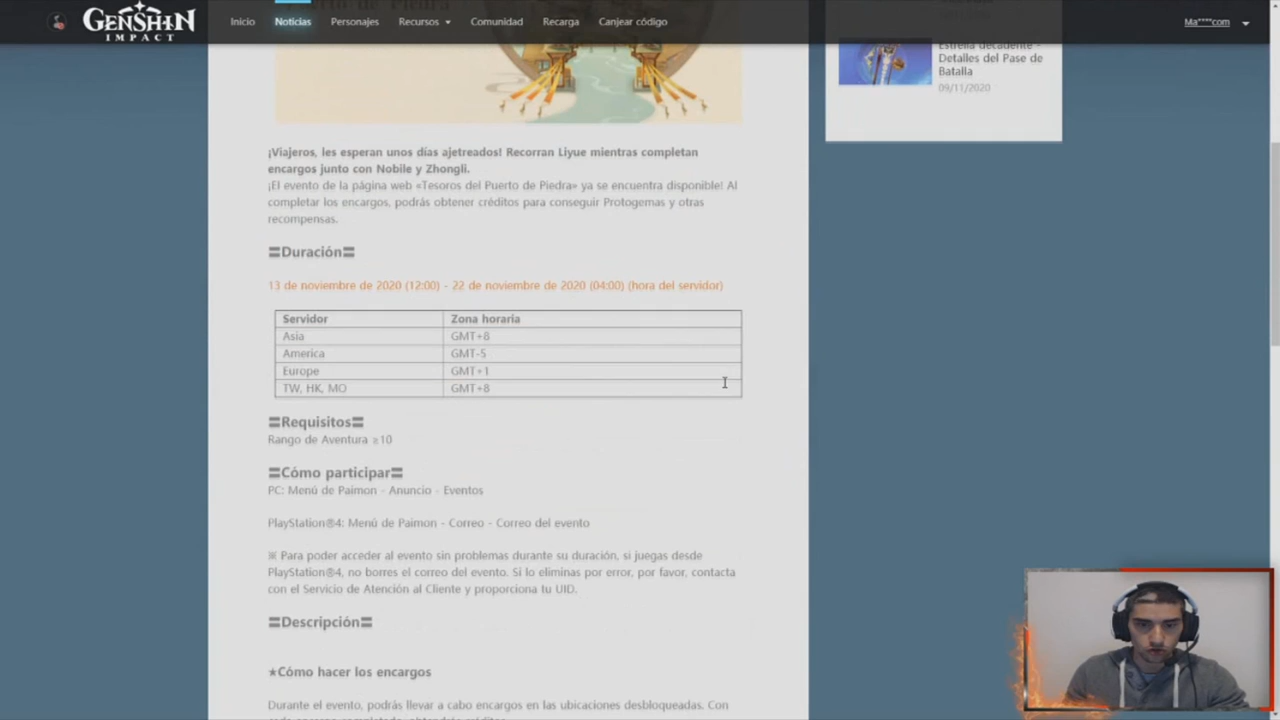 GENSHIN
IMPACT
Inicio
Noticias
Personajes
Recursos
Comunidad
Recarga
Canjear código
Ma****com
Estrella decadente -
Detalles del Pase de
Batalla
09/11/2020
¡Viajeros, les esperan unos días ajetreados! Recorran Liyue mientras completan
encargos junto con Nobile y Zhongli.
¡El evento de la página web «Tesoros del Puerto de Piedra» ya se encuentra disponible! Al
completar los encargos, podrás obtener créditos para conseguir Protogemas y otras
recompensas.
〓Duración〓
13 de noviembre de 2020 (12:00) - 22 de noviembre de 2020 (04:00) (hora del servidor)
Servidor Zona horaria
Asia GMT+8
America GMT-5
Europe GMT+1
TW, HK, MO GMT+8
〓Requisitos〓
Rango de Aventura ≥10
〓Cómo participar〓
PC: Menú de Paimon - Anuncio - Eventos
PlayStation®4: Menú de Paimon - Correo - Correo del evento
※ Para poder acceder al evento sin problemas durante su duración, si juegas desde
PlayStation®4, no borres el correo del evento. Si lo eliminas por error, por favor, contacta
con el Servicio de Atención al Cliente y proporciona tu UID.
〓Descripción〓
★Cómo hacer los encargos
Durante el evento, podrás llevar a cabo encargos en las ubicaciones desbloqueadas. Con